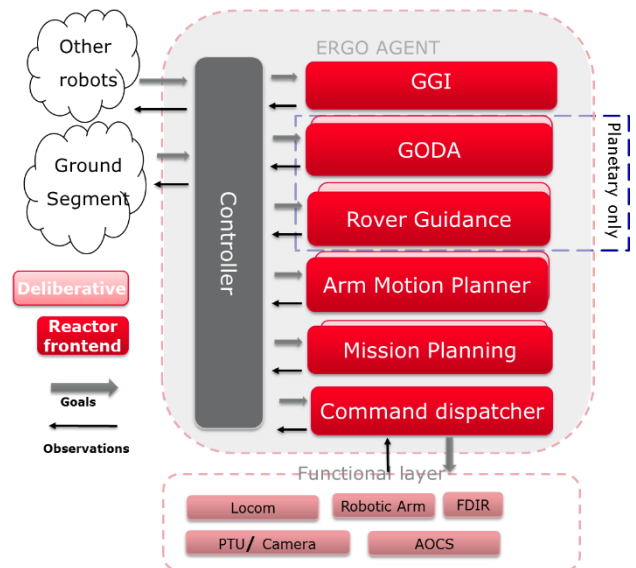 Other
robots
Ground
Segment
Deliberative
Reactor
frontend
Goals
Observations
ERGO AGENT
Controller
GGI
GODA
Rover Guidance
Planetary only
Arm Motion Planner
Mission Planning
Command dispatcher
Functional layer
Locom
Robotic Arm
FDIR
PTU/ Camera
AOCS